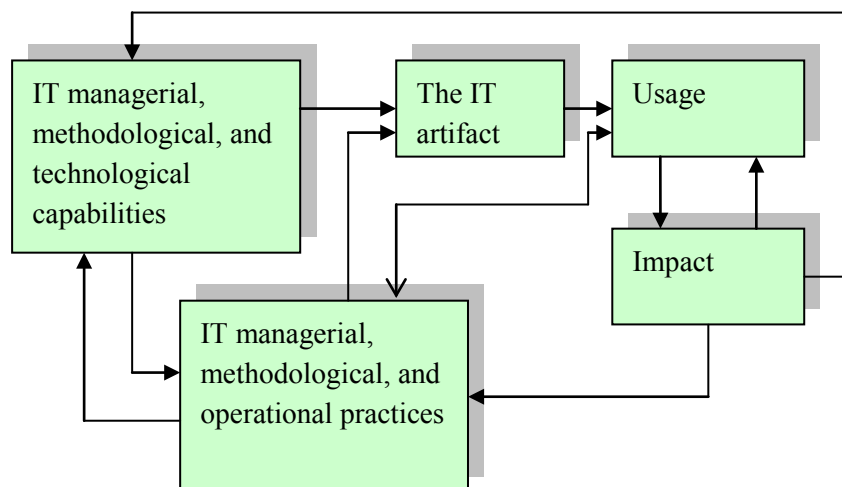 IT managerial,
methodological, and
technological
capabilities
The IT
artifact
Usage
Impact
IT managerial,
methodological, and
operational practices